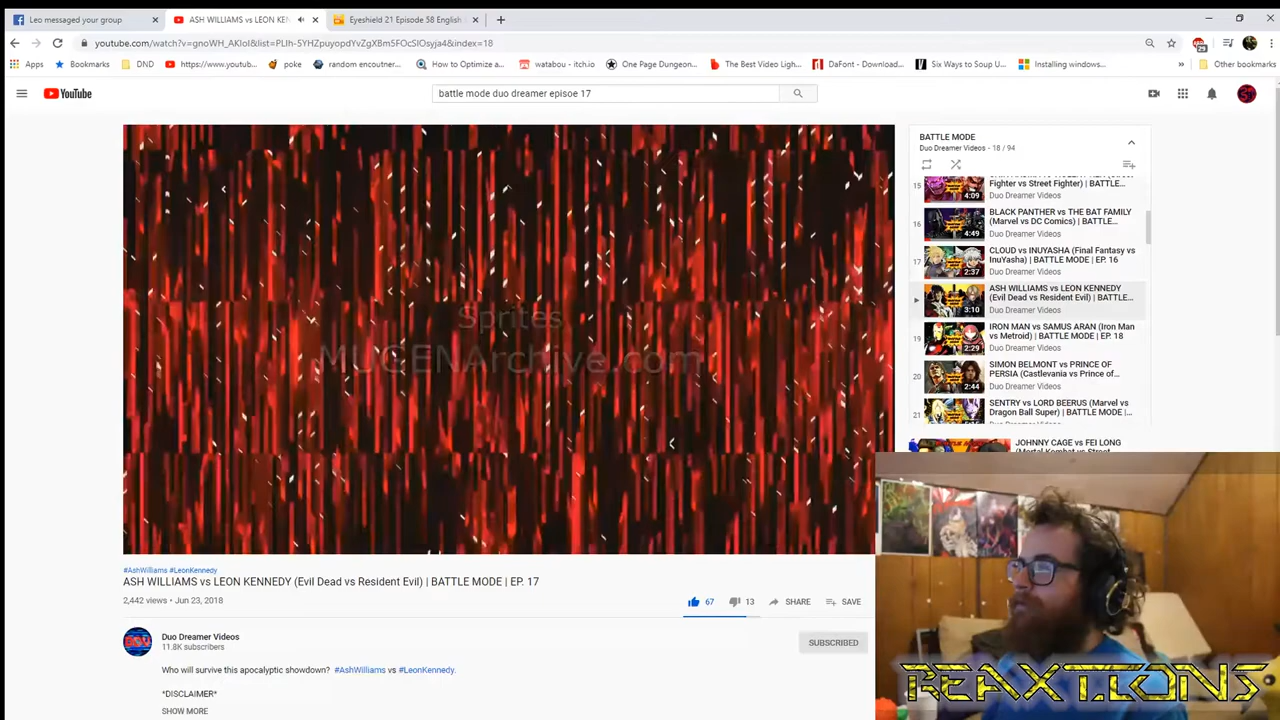 Leo messaged your group
ASH WILLIAMS vs LEON KEN
Eyeshield 21 Episode 58 English
youtube.com/watch?v=gnoWH_AKIoI&list=PLlh-5YHZpuyopdYvZgXBm5FOcSIOsyja4&index=18
Apps
Bookmarks
DND
https://www.youtub...
poke
random encoutner...
How to Optimize a...
watabou - itch.io
One Page Dungeon...
The Best Video Ligh...
DaFont - Download...
Six Ways to Soup U...
Installing windows...
Other bookmarks
YouTube
battle mode duo dreamer episoe 17
BATTLE MODE
Duo Dreamer Videos - 18 / 94
15
Fighter vs Street Fighter) | BATTLE...
Duo Dreamer Videos
4:09
16
BLACK PANTHER vs THE BAT FAMILY
(Marvel vs DC Comics) | BATTLE...
Duo Dreamer Videos
4:49
17
CLOUD vs INUYASHA (Final Fantasy vs
InuYasha) | BATTLE MODE | EP. 16
Duo Dreamer Videos
2:37
ASH WILLIAMS vs LEON KENNEDY
(Evil Dead vs Resident Evil) | BATTLE...
Duo Dreamer Videos
3:10
19
IRON MAN vs SAMUS ARAN (Iron Man
vs Metroid) | BATTLE MODE | EP. 18
Duo Dreamer Videos
2:29
20
SIMON BELMONT vs PRINCE OF
PERSIA (Castlevania vs Prince of...
Duo Dreamer Videos
2:44
21
SENTRY vs LORD BEERUS (Marvel vs
Dragon Ball Super) | BATTLE MODE |...
JOHNNY CAGE vs FEI LONG
Sprites
MUGENArchive.com
#AshWilliams #LeonKennedy
ASH WILLIAMS vs LEON KENNEDY (Evil Dead vs Resident Evil) | BATTLE MODE | EP. 17
2,442 views • Jun 23, 2018
67
13
SHARE
SAVE
Duo Dreamer Videos
11.8K subscribers
SUBSCRIBED
Who will survive this apocalyptic showdown? #AshWilliams vs #LeonKennedy.
*DISCLAIMER*
SHOW MORE
REAXTIONS